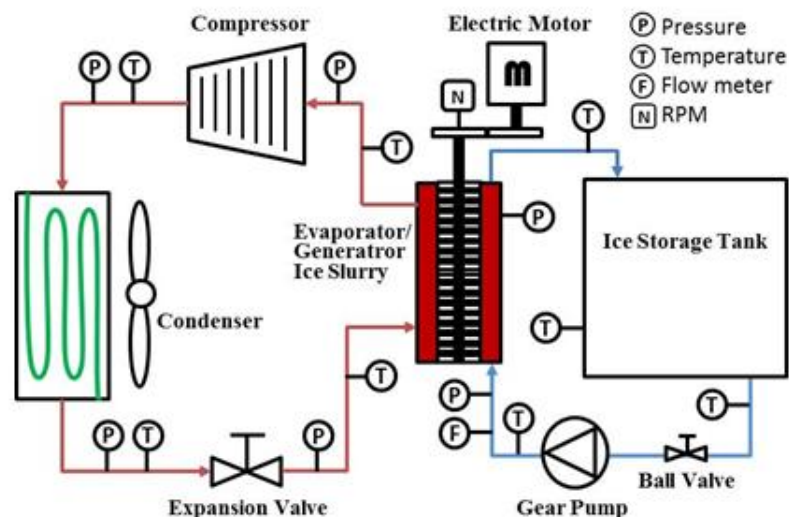 Compressor
Electric Motor
P Pressure
T Temperature
F Flow meter
N RPM
P
T
P
T
N
m
T
P
Evaporator/
Generatror
Ice Slurry
Ice Storage Tank
Condenser
T
T
P
F
T
T
P
T
P
Expansion Valve
Gear Pump
Ball Valve